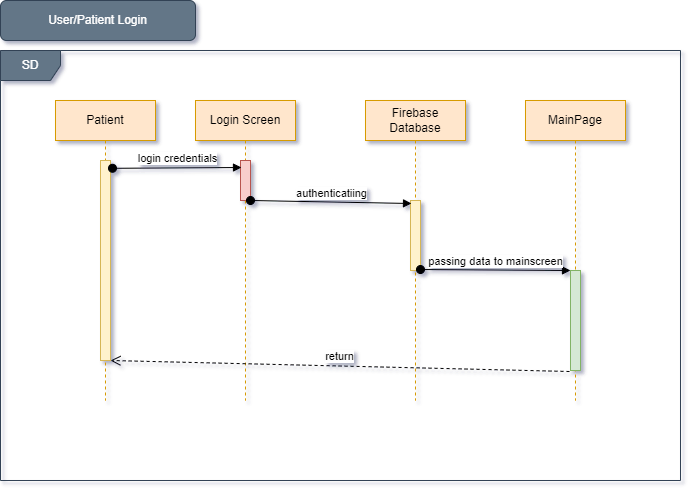 User/Patient Login
SD
Patient
Login Screen
Firebase
Database
MainPage
login credentials
authenticatiing
passing data to mainscreen
return